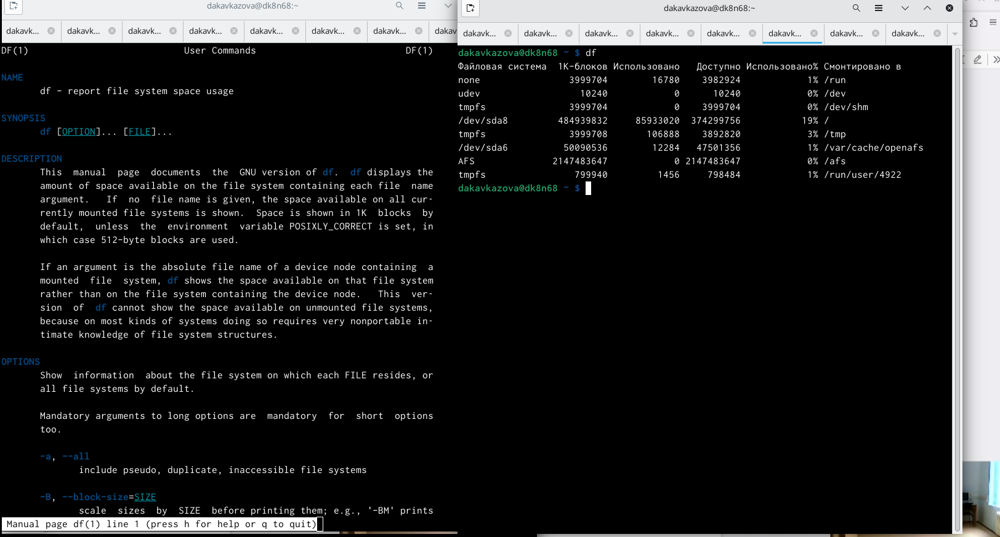 dakavkazova@dk8n68:~
dakavk...
dakavk...
dakavk...
dakavk...
dakavk...
dakavk...
dakavk...
dakavk
DF(1) User Commands DF(1)
NAME
df - report file system space usage
SYNOPSIS
df [OPTION]... [FILE]...
DESCRIPTION
This manual page documents the GNU version of df. df displays the
amount of space available on the file system containing each file name
argument. If no file name is given, the space available on all cur-
rently mounted file systems is shown. Space is shown in 1K blocks by
default, unless the environment variable POSIXLY_CORRECT is set, in
which case 512-byte blocks are used.
If an argument is the absolute file name of a device node containing a
mounted file system, df shows the space available on that file system
rather than on the file system containing the device node. This ver-
sion of df cannot show the space available on unmounted file systems,
because on most kinds of systems doing so requires very nonportable in-
timate knowledge of file system structures.
OPTIONS
Show information about the file system on which each FILE resides, or
all file systems by default.
Mandatory arguments to long options are mandatory for short options
too.
-a, --all
include pseudo, duplicate, inaccessible file systems
-B, --block-size=SIZE
scale sizes by SIZE before printing them; e.g., '-BM' prints
Manual page df(1) line 1 (press h for help or q to quit)
dakavkazova@dk8n68:~
dakavk...
dakavk...
dakavk...
dakavk...
dakavk...
dakavk...
dakavk...
dakavk...
dakavkazova@dk8n68 ~ $ df
Файловая система 1K-блоков Использовано Доступно Использовано% Смонтировано в
none 3999704 16780 3982924 1% /run
udev 10240 0 10240 0% /dev
tmpfs 3999704 0 3999704 0% /dev/shm
/dev/sda8 484939832 85933020 374299756 19% /
tmpfs 3999708 106888 3892820 3% /tmp
/dev/sda6 50090536 12284 47501356 1% /var/cache/openafs
AFS 2147483647 0 2147483647 0% /afs
tmpfs 799940 1456 798484 1% /run/user/4922
dakavkazova@dk8n68 ~ $